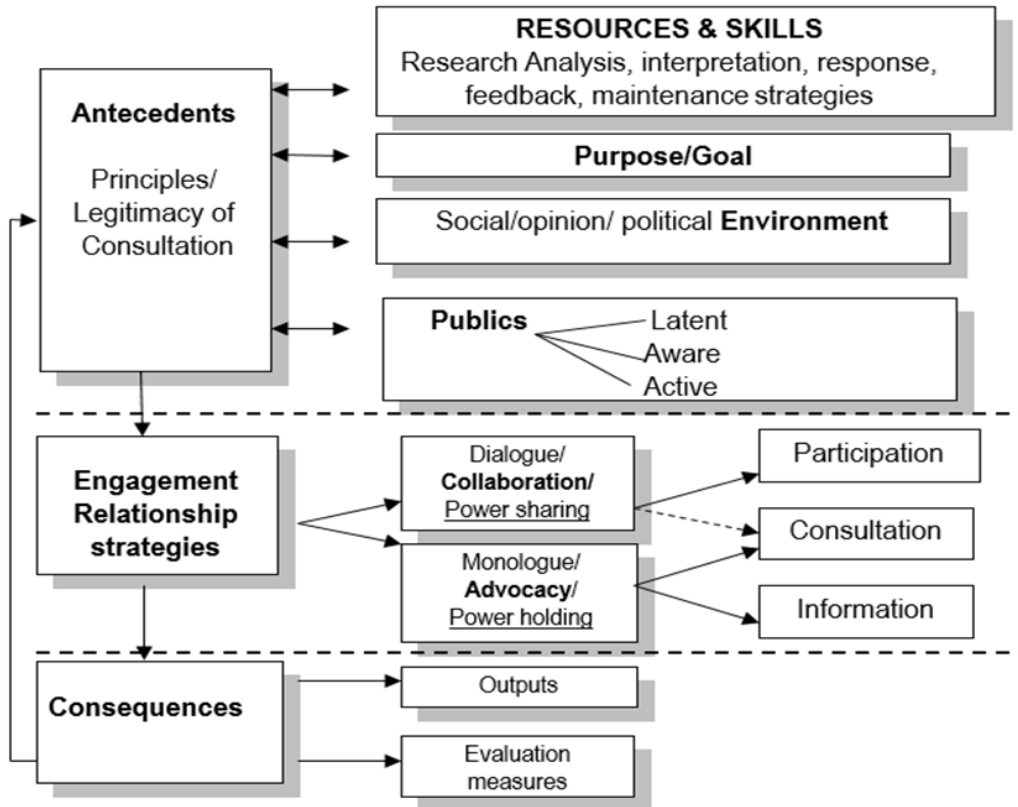 RESOURCES & SKILLS
Research Analysis, interpretation, response,
feedback, maintenance strategies
Antecedents
Principles/
Legitimacy of
Consultation
Purpose/Goal
Social/opinion/ political Environment
Publics
Latent
Aware
Active
Engagement
Relationship
strategies
Dialogue/
Collaboration/
Power sharing
Monologue/
Advocacy/
Power holding
Participation
Consultation
Information
Consequences
Outputs
Evaluation
measures